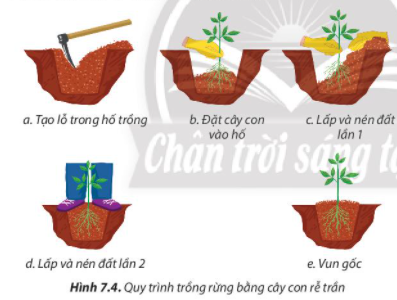 a. Tạo lỗ trong hố trồng
b. Đặt cây con
vào hố
c. Lấp và nén đất
lần 1
Chân trời sáng
d. Lấp và nén đất lần 2
e. Vun gốc
Hình 7.4. Quy trình trồng rừng bằng cây con rễ trần